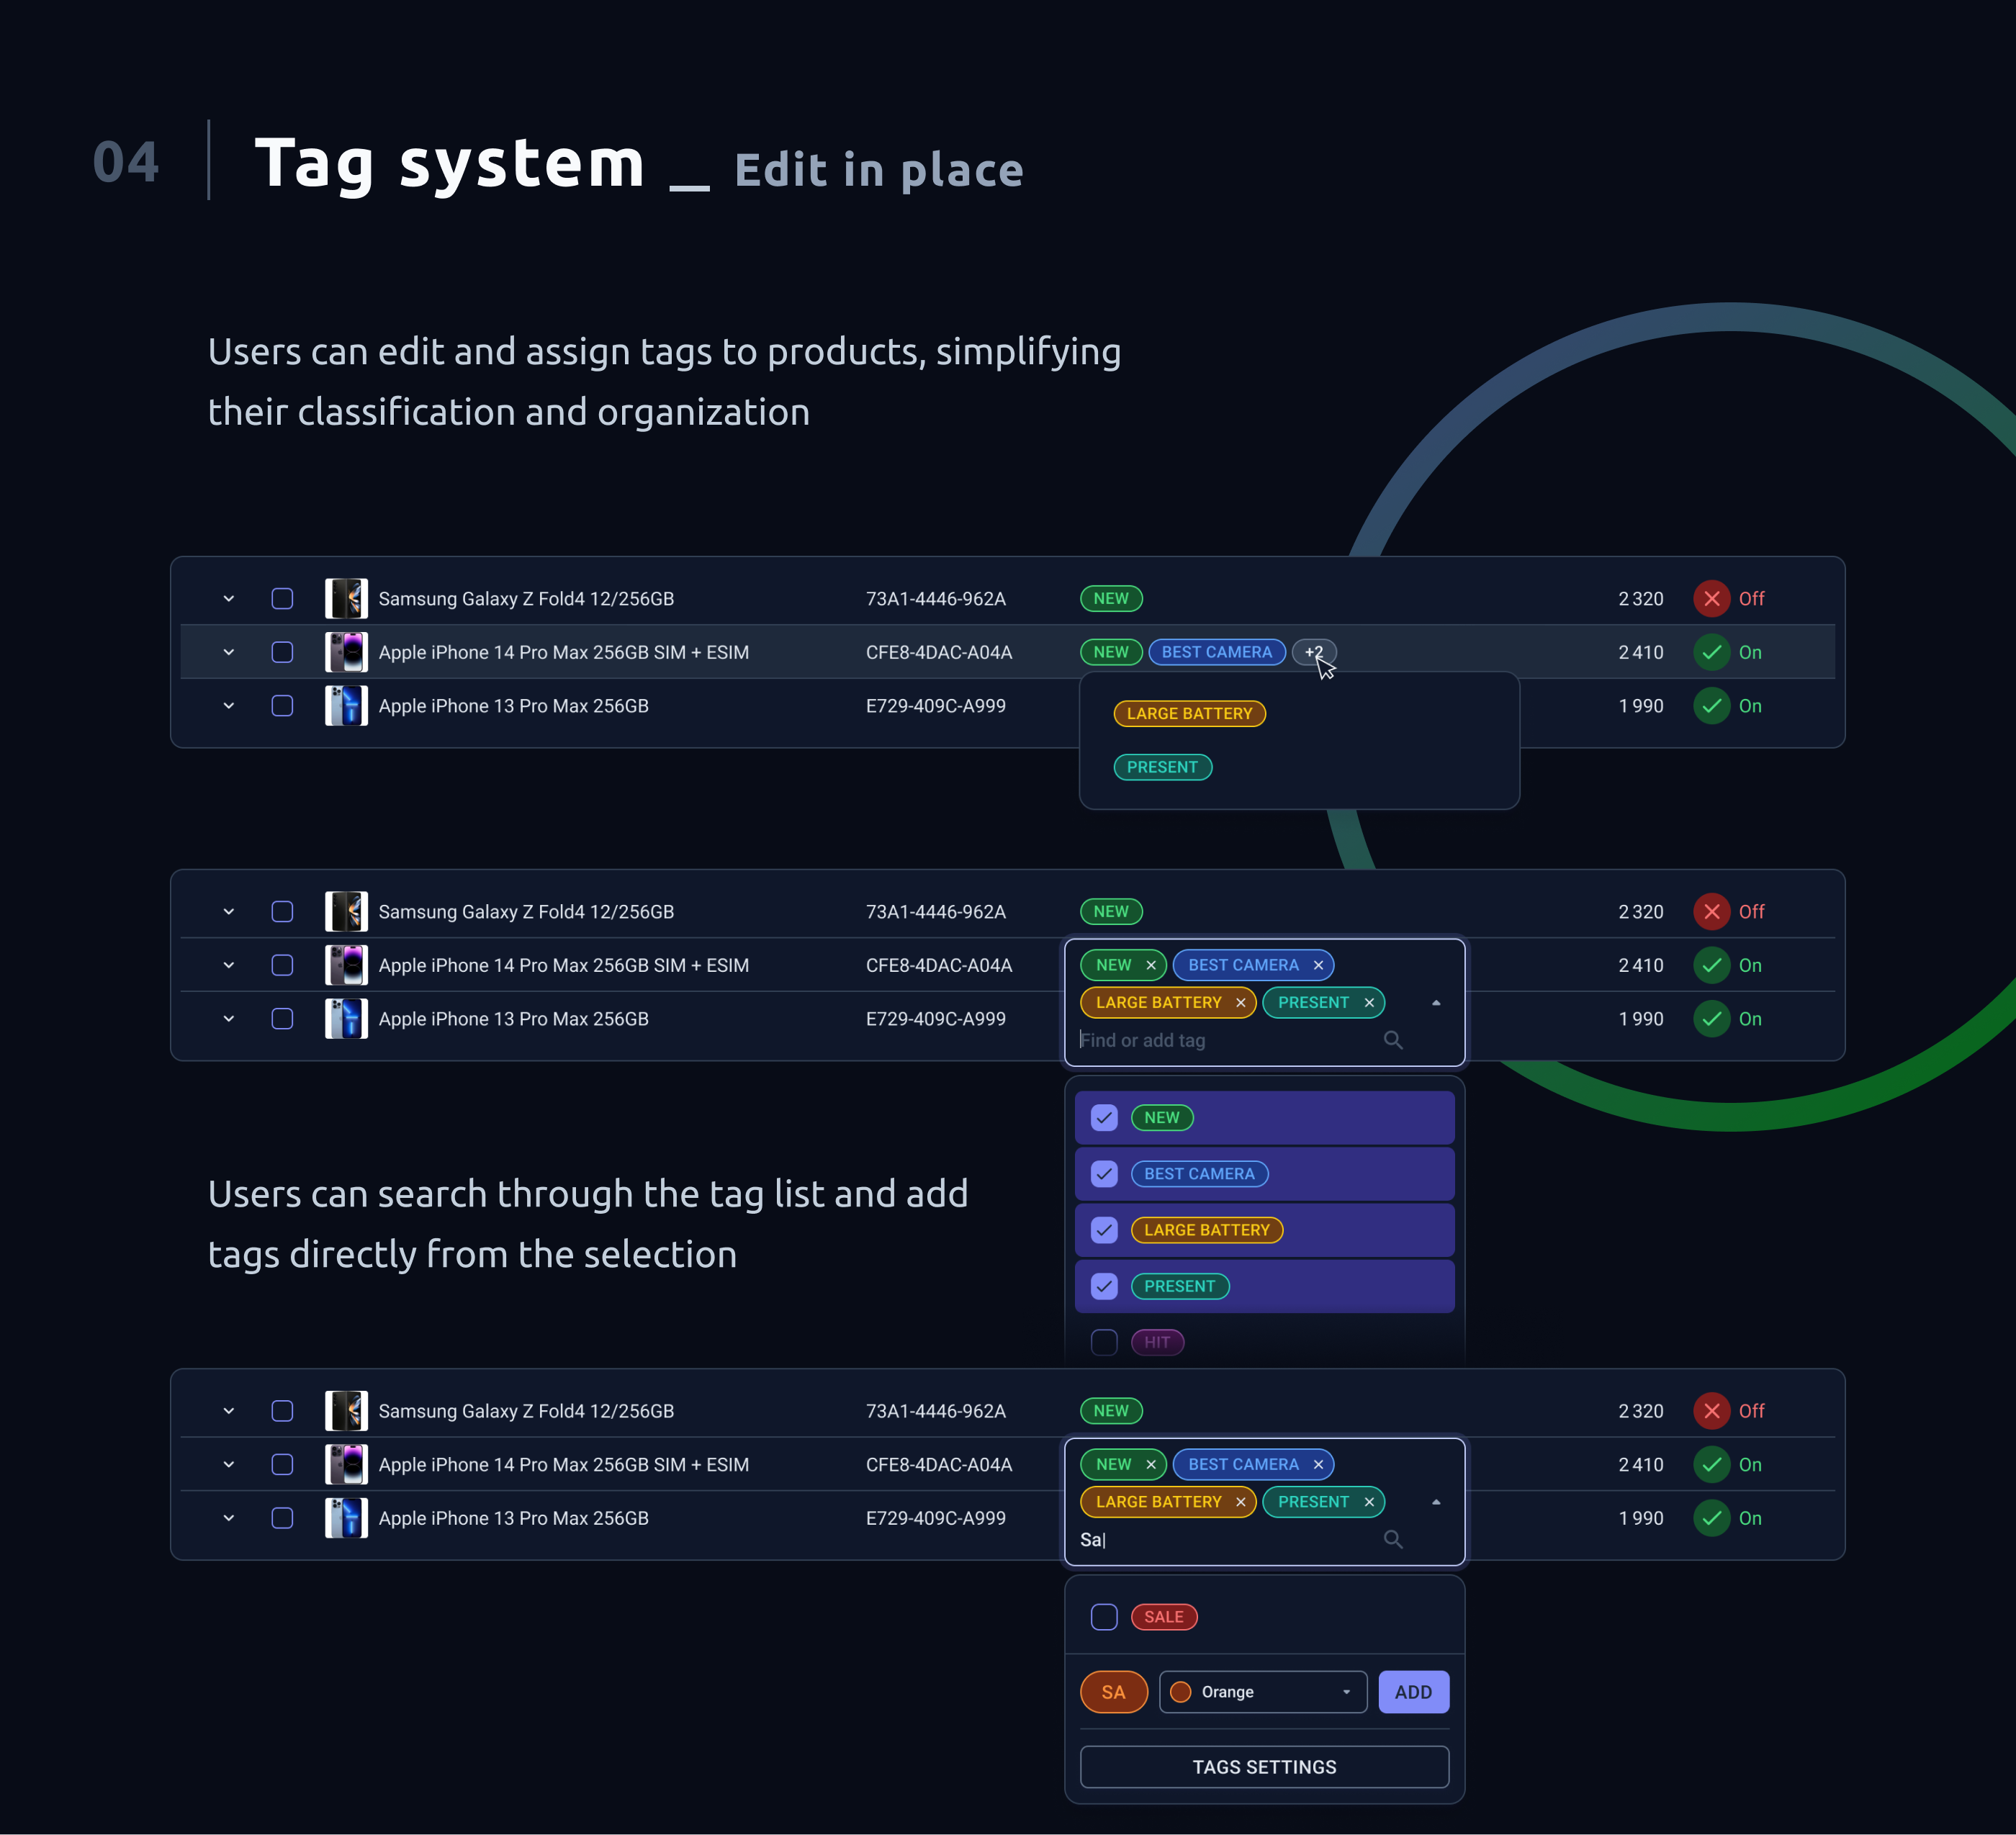 04
Tag system _ Edit in place
Users can edit and assign tags to products, simplifying
their classification and organization
Samsung Galaxy Z Fold4 12/256GB 73A1-4446-962A NEW 2 320 Off
Apple iPhone 14 Pro Max 256GB SIM + ESIM CFE8-4DAC-A04A NEW BEST CAMERA +2 2 410 On
Apple iPhone 13 Pro Max 256GB E729-409C-A999 1 990 On
LARGE BATTERY
PRESENT
Samsung Galaxy Z Fold4 12/256GB 73A1-4446-962A NEW 2 320 Off
Apple iPhone 14 Pro Max 256GB SIM + ESIM CFE8-4DAC-A04A NEW BEST CAMERA 2 410 On
LARGE BATTERY PRESENT
Apple iPhone 13 Pro Max 256GB E729-409C-A999 1 990 On
Find or add tag
NEW
BEST CAMERA
LARGE BATTERY
PRESENT
HIT
Users can search through the tag list and add
tags directly from the selection
Samsung Galaxy Z Fold4 12/256GB 73A1-4446-962A NEW 2 320 Off
Apple iPhone 14 Pro Max 256GB SIM + ESIM CFE8-4DAC-A04A NEW BEST CAMERA 2 410 On
LARGE BATTERY PRESENT
Apple iPhone 13 Pro Max 256GB E729-409C-A999 1 990 On
Sa
SALE
SA Orange ADD
TAGS SETTINGS